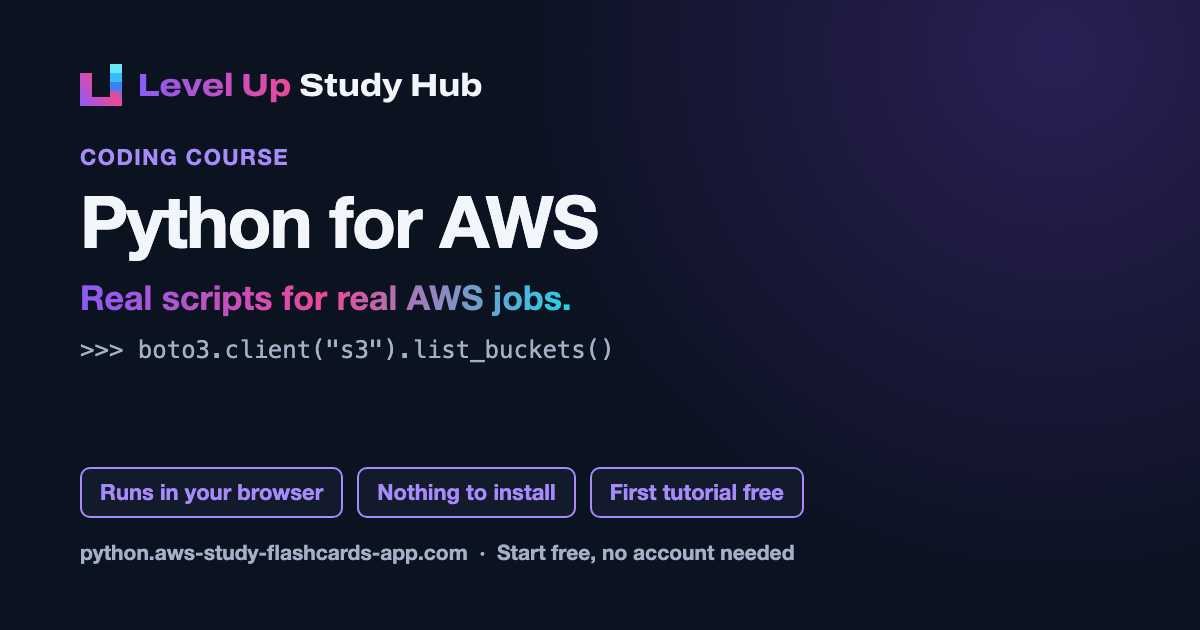 Level Up Study Hub
CODING COURSE
Python for AWS
Real scripts for real AWS jobs.
>>> boto3.client("s3").list_buckets()
Runs in your browser
Nothing to install
First tutorial free
python.aws-study-flashcards-app.com · Start free, no account needed